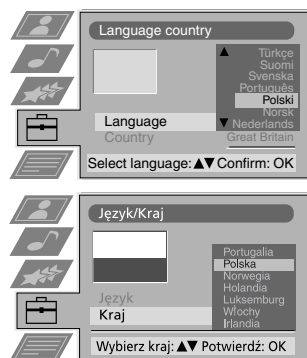 Language country
▲ Türkçe
Suomi
Svenska
Português
Polski
Norsk
▼ Nederlands
Great Britain
Language
Country
Select language: ▲▼ Confirm: OK
Język/Kraj
Portugalia
Polska
Norwegia
Holandia
Luksemburg
Włochy
Irlandia
Język
Kraj
Wybierz kraj: ▲▼ Potwierdź: OK